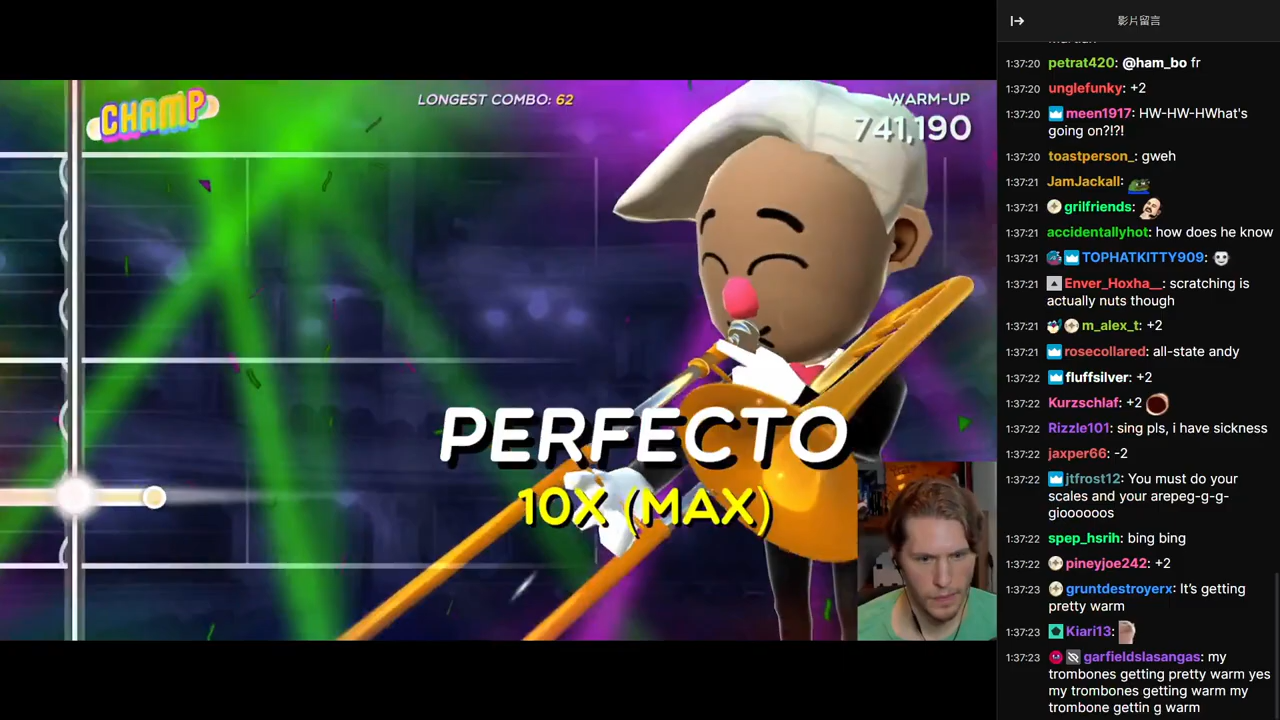 CHAMP
LONGEST COMBO: 62
WARM-UP
741,190
PERFECTO
10X (MAX)
影片留言
1:37:20 petrat420: @ham_bo fr
1:37:20 unglefunky: +2
1:37:20 meen1917: HW-HW-HWhat's
going on?!?!
1:37:20 toastperson_: gweh
1:37:21 JamJackall:
1:37:21 grilfriends:
1:37:21 accidentallyhot: how does he know
1:37:21 TOPHATKITTY909:
1:37:21 Enver_Hoxha__: scratching is
actually nuts though
1:37:21 m_alex_t: +2
1:37:21 rosecollared: all-state andy
1:37:22 fluffsilver: +2
1:37:22 Kurzschlaf: +2
1:37:22 Rizzle101: sing pls, i have sickness
1:37:22 jaxper66: -2
1:37:22 jtfrost12: You must do your
scales and your arepeg-g-g-
gioooooos
1:37:22 spep_hsrih: bing bing
1:37:22 pineyjoe242: +2
1:37:23 gruntdestroyerx: It's getting
pretty warm
1:37:23 Kiari13:
1:37:23 garfieldslasangas: my
trombones getting pretty warm yes
my trombones getting warm my
trombone gettin g warm